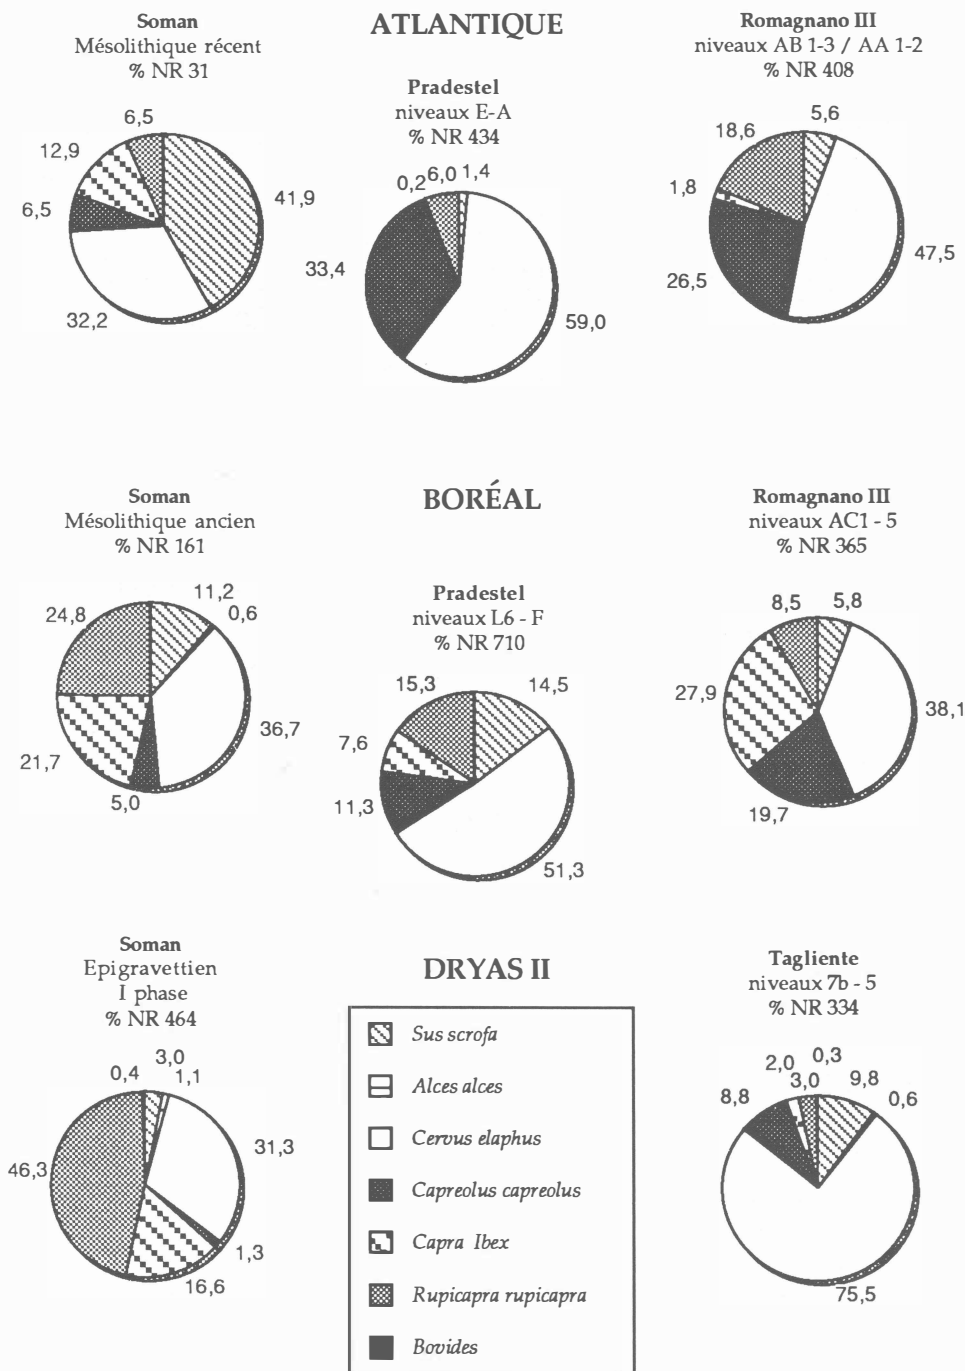 ATLANTIQUE
Soman
Mésolithique récent
% NR 31
6,5
12,9
6,5
41,9
32,2
Pradestel
niveaux E-A
% NR 434
0,2
6,0
1,4
33,4
59,0
Romagnano III
niveaux AB 1-3 / AA 1-2
% NR 408
18,6
5,6
1,8
26,5
47,5
BORÉAL
Soman
Mésolithique ancien
% NR 161
24,8
11,2
0,6
36,7
21,7
5,0
Pradestel
niveaux L6 - F
% NR 710
15,3
14,5
7,6
11,3
51,3
Romagnano III
niveaux AC1 - 5
% NR 365
8,5
5,8
27,9
38,1
19,7
DRYAS II
Soman
Epigravettien
I phase
% NR 464
0,4
3,0
1,1
46,3
31,3
1,3
16,6
Sus scrofa
Alces alces
Cervus elaphus
Capreolus capreolus
Capra Ibex
Rupicapra rupicapra
Bovides
Tagliente
niveaux 7b - 5
% NR 334
0,3
2,0
3,0
9,8
8,8
0,6
75,5